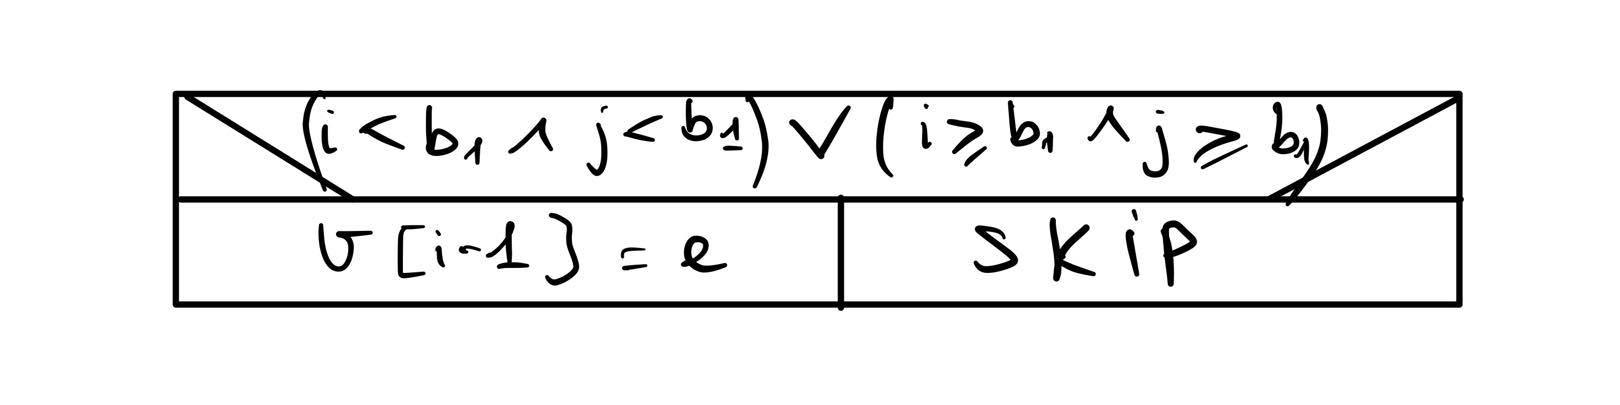 (i < b₁ ∧ j < b₁) ∨ (i ≥ b₁ ∧ j ≥ b₁)
v[i-1] = e
SKIP